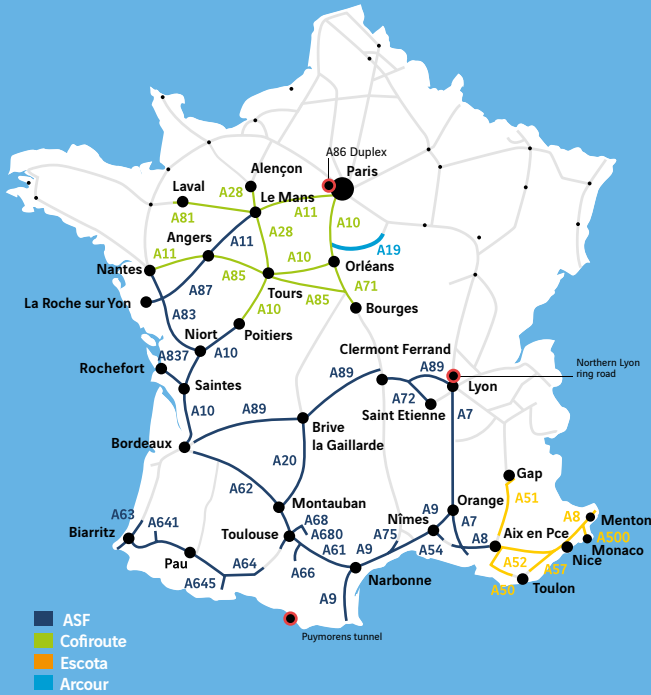 A86 Duplex
Paris
Alençon
Laval
A28
Le Mans
A81
A11
A10
Angers
A11
A28
A19
A11
A10
Nantes
A85
Orléans
A87
Tours
A71
La Roche sur Yon
A85
A83
A10
Bourges
Niort
Poitiers
A837
A10
Clermont Ferrand
Northern Lyon
ring road
Rochefort
A89
A89
Saintes
Lyon
A72
A10
A89
Saint Etienne
A7
Brive
la Gaillarde
Bordeaux
A20
Gap
A62
A51
Montauban
A9
Orange
A63
A641
A68
Nîmes
A8
Menton
Toulouse
A680
A75
A7
A500
Biarritz
A61
A9
A54
A8
Aix en Pce
Monaco
Pau
A64
A66
A52
A57
Nice
A645
Narbonne
A50
Toulon
A9
Puymorens tunnel
ASF
Cofiroute
Escota
Arcour